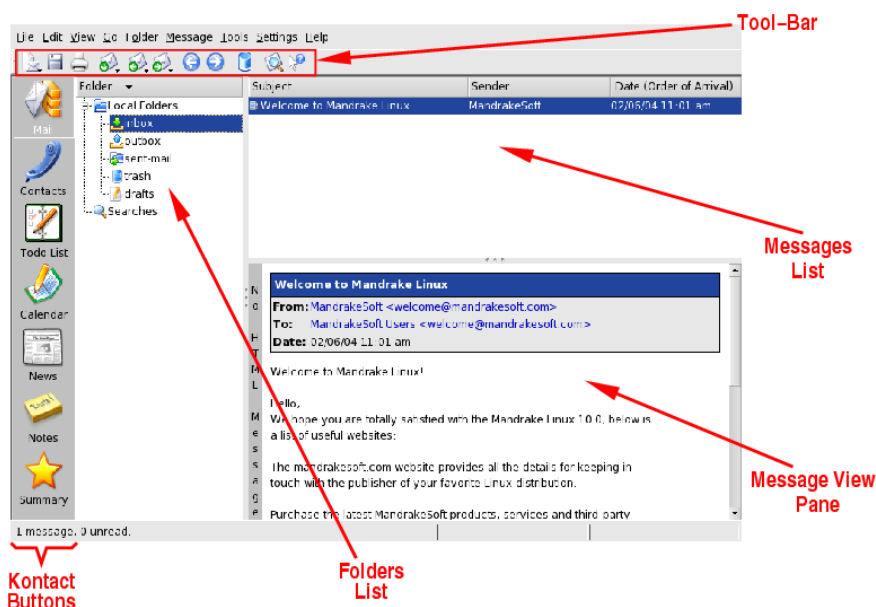 Tool-Bar
File Edit View Go Folder Message Tools Settings Help
Folder
Subject Sender Date (Order of Arrival)
Local Folders
Welcome to Mandrake Linux MandrakeSoft 02/06/04 11:01 am
inbox
outbox
sent-mail
trash
drafts
Searches
Mail
Contacts
Todo List
Calendar
News
Notes
Summary
Messages
List
No HTML Message
Welcome to Mandrake Linux
From: MandrakeSoft <welcome@mandrakesoft.com>
To: MandrakeSoft Users <welcome@mandrakesoft.com>
Date: 02/06/04 11:01 am
Welcome to Mandrake Linux!
Hello,
We hope you are totally satisfied with the Mandrake Linux 10.0, below is
a list of useful websites:
The mandrakesoft.com website provides all the details for keeping in
touch with the publisher of your favorite Linux distribution.
Purchase the latest MandrakeSoft products, services and third party
Message View
Pane
1 message, 0 unread.
Kontact
Buttons
Folders
List